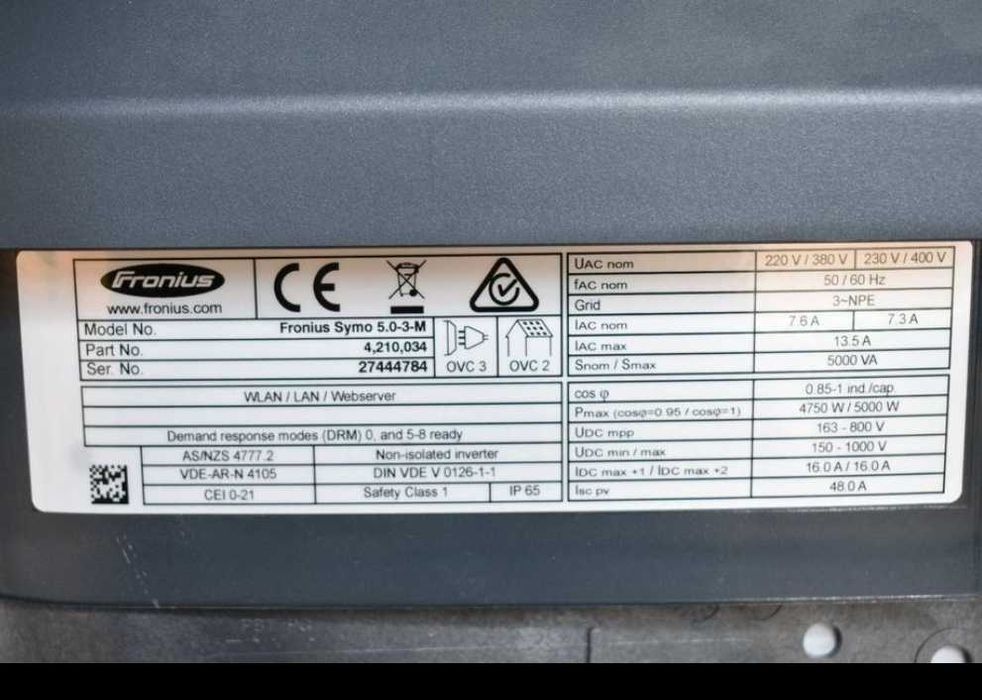 Fronius
www.fronius.com
CE
Model No. Fronius Symo 5.0-3-M
Part No. 4,210,034
Ser. No. 27444784
OVC 3 OVC 2
WLAN / LAN / Webserver
Demand response modes (DRM) 0, and 5-8 ready
AS/NZS 4777.2 Non-isolated inverter
VDE-AR-N 4105 DIN VDE V 0126-1-1
CEI 0-21 Safety Class 1 IP 65
UAC nom 220 V / 380 V 230 V / 400 V
fAC nom 50 / 60 Hz
Grid 3~NPE
IAC nom 7.6 A 7.3 A
IAC max 13.5 A
Snom / Smax 5000 VA
cos φ 0.85-1 ind./cap.
Pmax (cosφ=0.95 / cosφ=1) 4750 W / 5000 W
UDC mpp 163 - 800 V
UDC min / max 150 - 1000 V
IDC max +1 / IDC max +2 16.0 A / 16.0 A
Isc pv 48.0 A